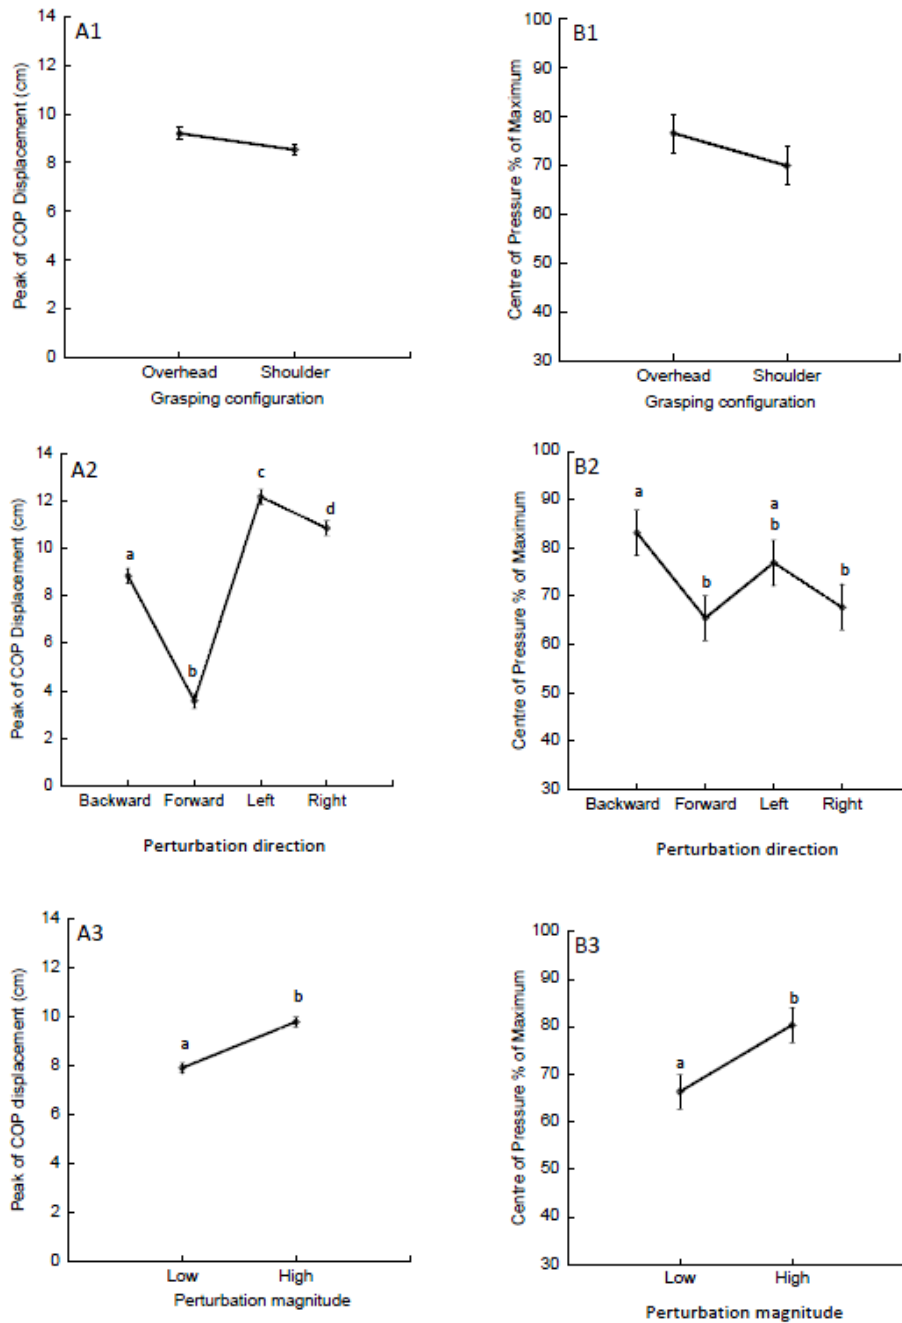 A1
Peak of COP Displacement (cm)
14
12
10
8
6
4
2
0
Overhead Shoulder
Grasping configuration
B1
Centre of Pressure % of Maximum
100
90
80
70
60
50
40
30
Overhead Shoulder
Grasping configuration
A2
Peak of COP Displacement (cm)
14
12
10
8
6
4
2
0
a
b
c
d
Backward Forward Left Right
Perturbation direction
B2
Centre of Pressure % of Maximum
100
90
80
70
60
50
40
30
a
b
a
b
b
Backward Forward Left Right
Perturbation direction
A3
Peak of COP displacement (cm)
14
12
10
8
6
4
2
0
a
b
Low High
Perturbation magnitude
B3
Centre of Pressure % of Maximum
100
90
80
70
60
50
40
30
a
b
Low High
Perturbation magnitude